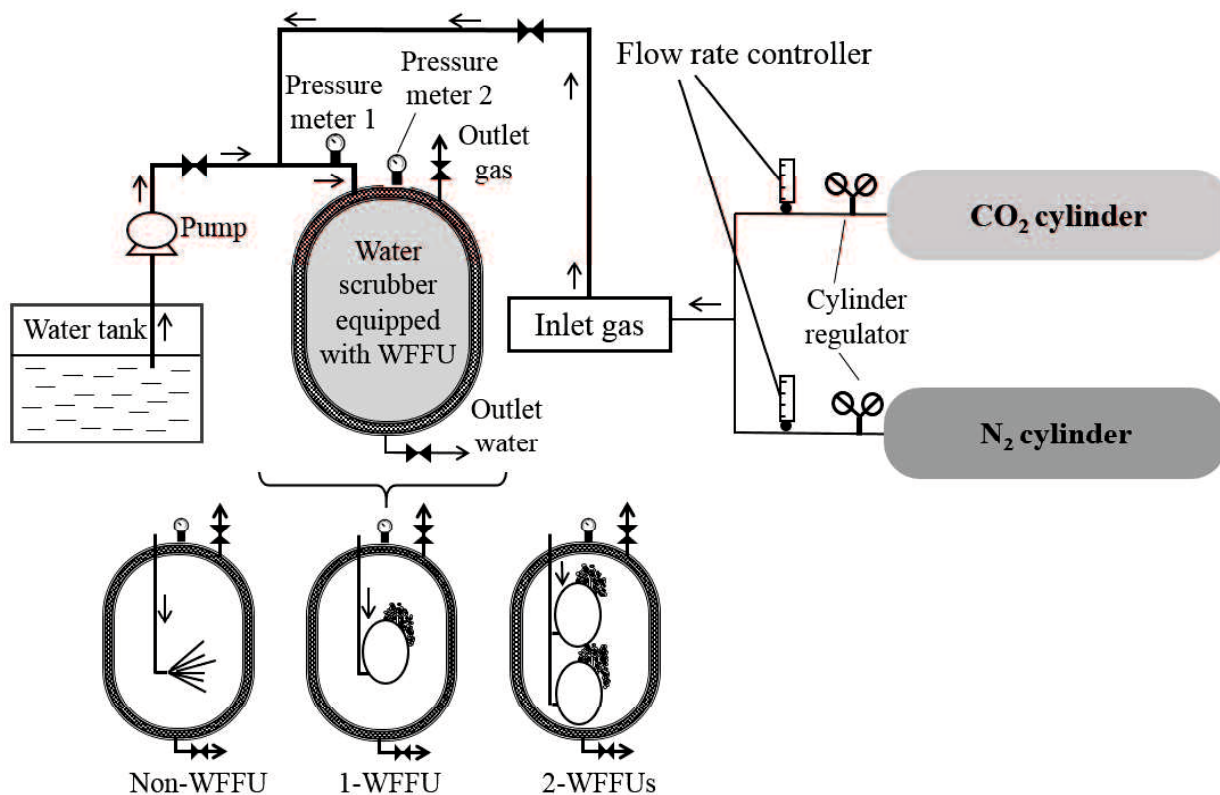 Flow rate controller
Pressure
meter 1
Pressure
meter 2
Outlet
gas
CO₂ cylinder
Pump
Water
scrubber
equipped
with WFFU
Water tank
Inlet gas
Cylinder
regulator
Outlet
water
N₂ cylinder
Non-WFFU
1-WFFU
2-WFFUs